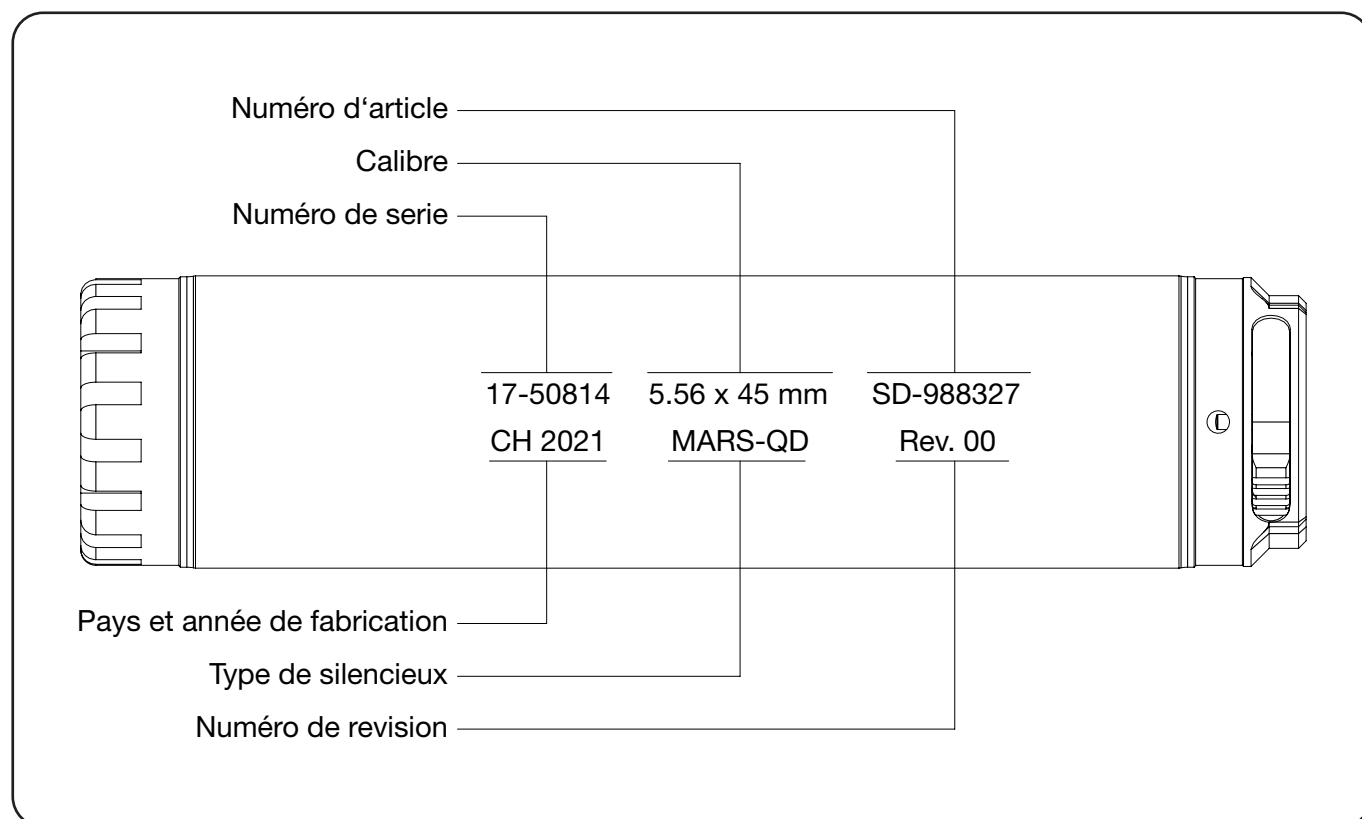 Numéro d‘article
Calibre
Numéro de serie
17-50814 5.56 x 45 mm SD-988327
CH 2021 MARS-QD Rev. 00
Pays et année de fabrication
Type de silencieux
Numéro de revision